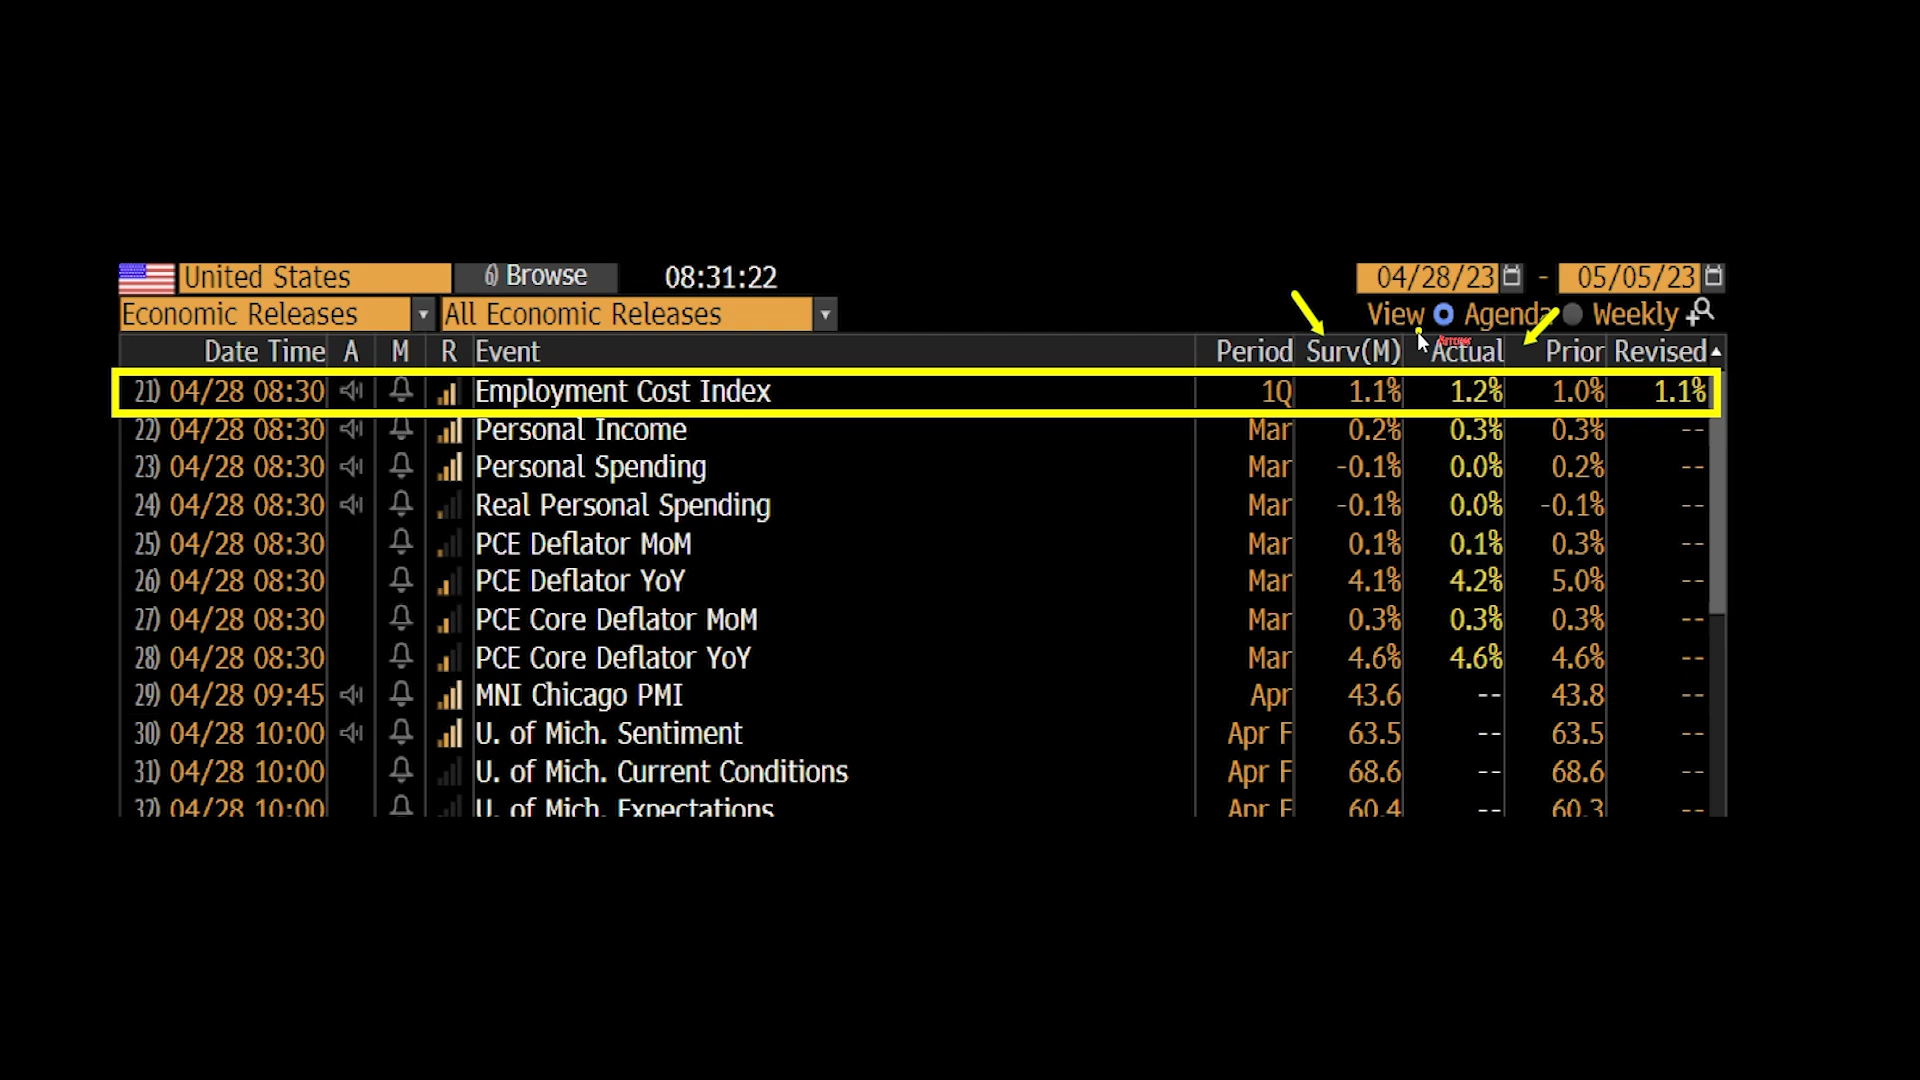 United States 6) Browse 08:31:22 04/28/23 - 05/05/23
Economic Releases All Economic Releases View Agenda Weekly
Date Time A M R Event Period Surv(M) Actual Prior Revised
21) 04/28 08:30 Employment Cost Index 1Q 1.1% 1.2% 1.0% 1.1%
22) 04/28 08:30 Personal Income Mar 0.2% 0.3% 0.3% --
23) 04/28 08:30 Personal Spending Mar -0.1% 0.0% 0.2% --
24) 04/28 08:30 Real Personal Spending Mar -0.1% 0.0% -0.1% --
25) 04/28 08:30 PCE Deflator MoM Mar 0.1% 0.1% 0.3% --
26) 04/28 08:30 PCE Deflator YoY Mar 4.1% 4.2% 5.0% --
27) 04/28 08:30 PCE Core Deflator MoM Mar 0.3% 0.3% 0.3% --
28) 04/28 08:30 PCE Core Deflator YoY Mar 4.6% 4.6% 4.6% --
29) 04/28 09:45 MNI Chicago PMI Apr 43.6 -- 43.8 --
30) 04/28 10:00 U. of Mich. Sentiment Apr F 63.5 -- 63.5 --
31) 04/28 10:00 U. of Mich. Current Conditions Apr F 68.6 -- 68.6 --
32) 04/28 10:00 U. of Mich. Expectations Apr F 60.4 -- 60.3 --